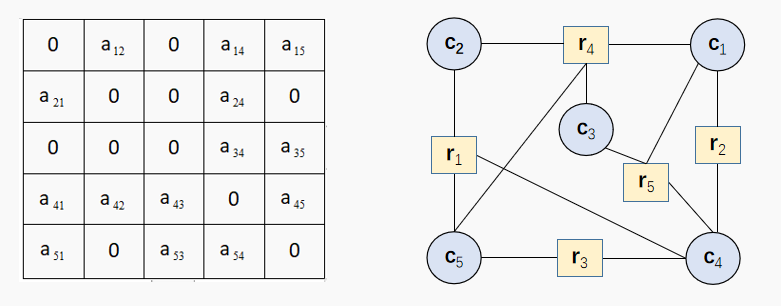 0 a₁₂ 0 a₁₄ a₁₅
a₂₁ 0 0 a₂₄ 0
0 0 0 a₃₄ a₃₅
a₄₁ a₄₂ a₄₃ 0 a₄₅
a₅₁ 0 a₅₃ a₅₄ 0
c₂ r₄ c₁
c₃
r₁ r₂
r₅
c₅ r₃ c₄